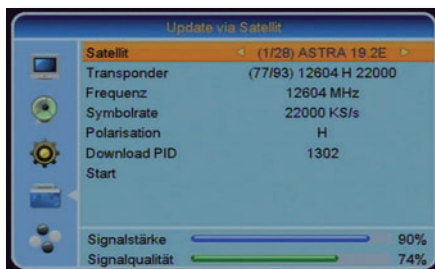 Update via Satellit
Satellit (1/28) ASTRA 19.2E
Transponder (77/93) 12604 H 22000
Frequenz 12604 MHz
Symbolrate 22000 KS/s
Polarisation H
Download PID 1302
Start
Signalstärke 90%
Signalqualität 74%